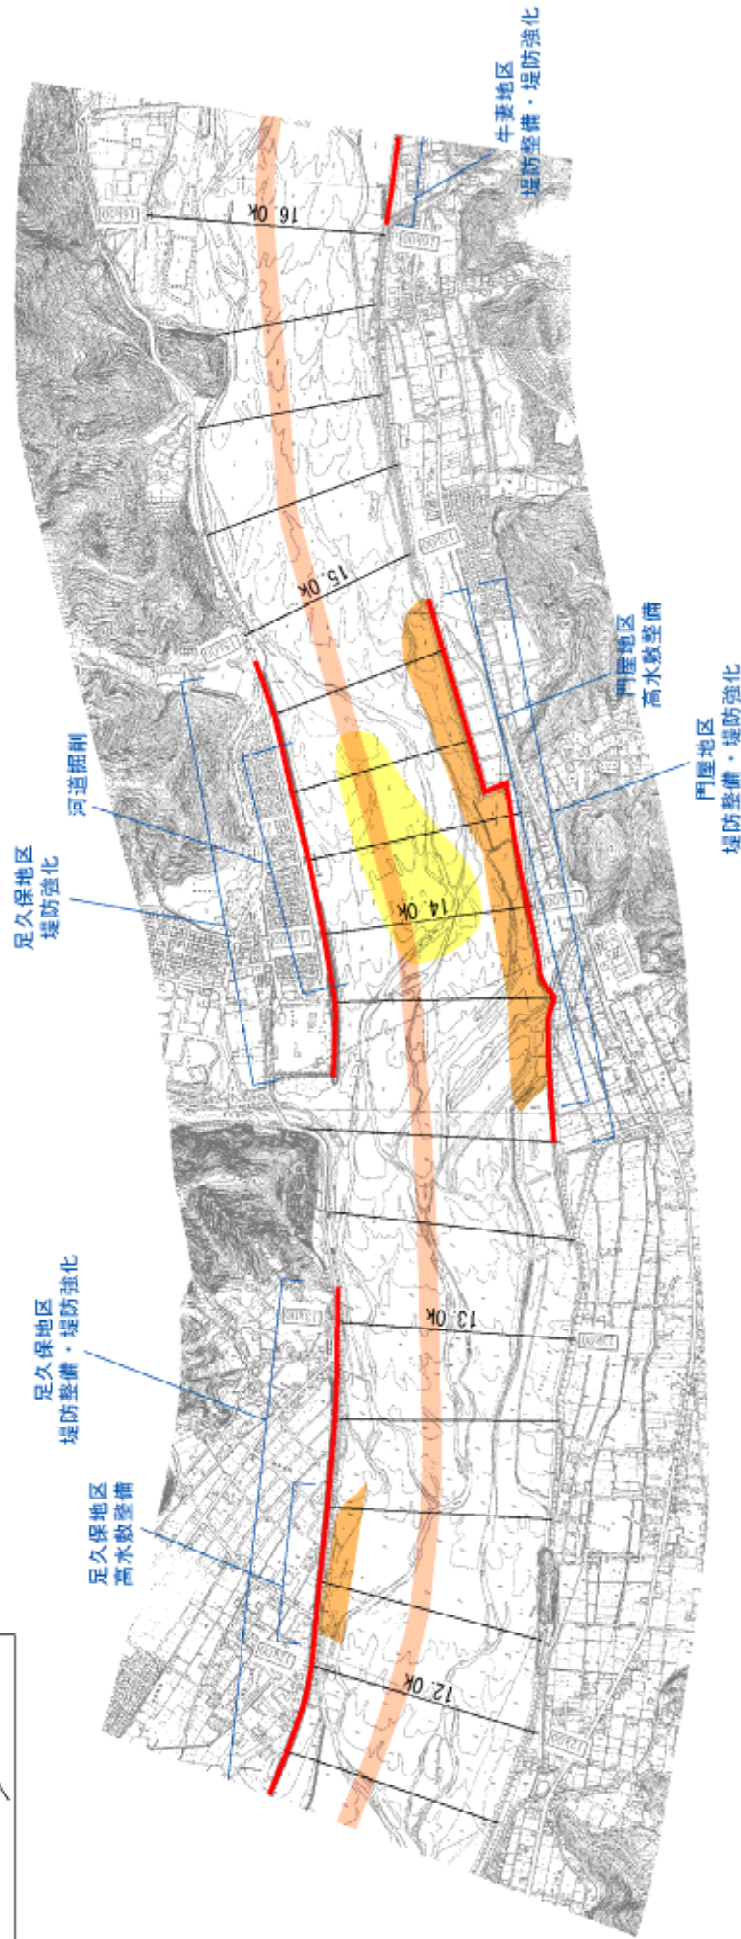 牛妻地区
堤防整備・堤防強化
16.0k
15.0k
河道掘削
足久保地区
堤防強化
門屋地区
高水敷整備
門屋地区
堤防整備・堤防強化
14.0k
足久保地区
堤防整備・堤防強化
13.0k
足久保地区
高水敷整備
12.0k